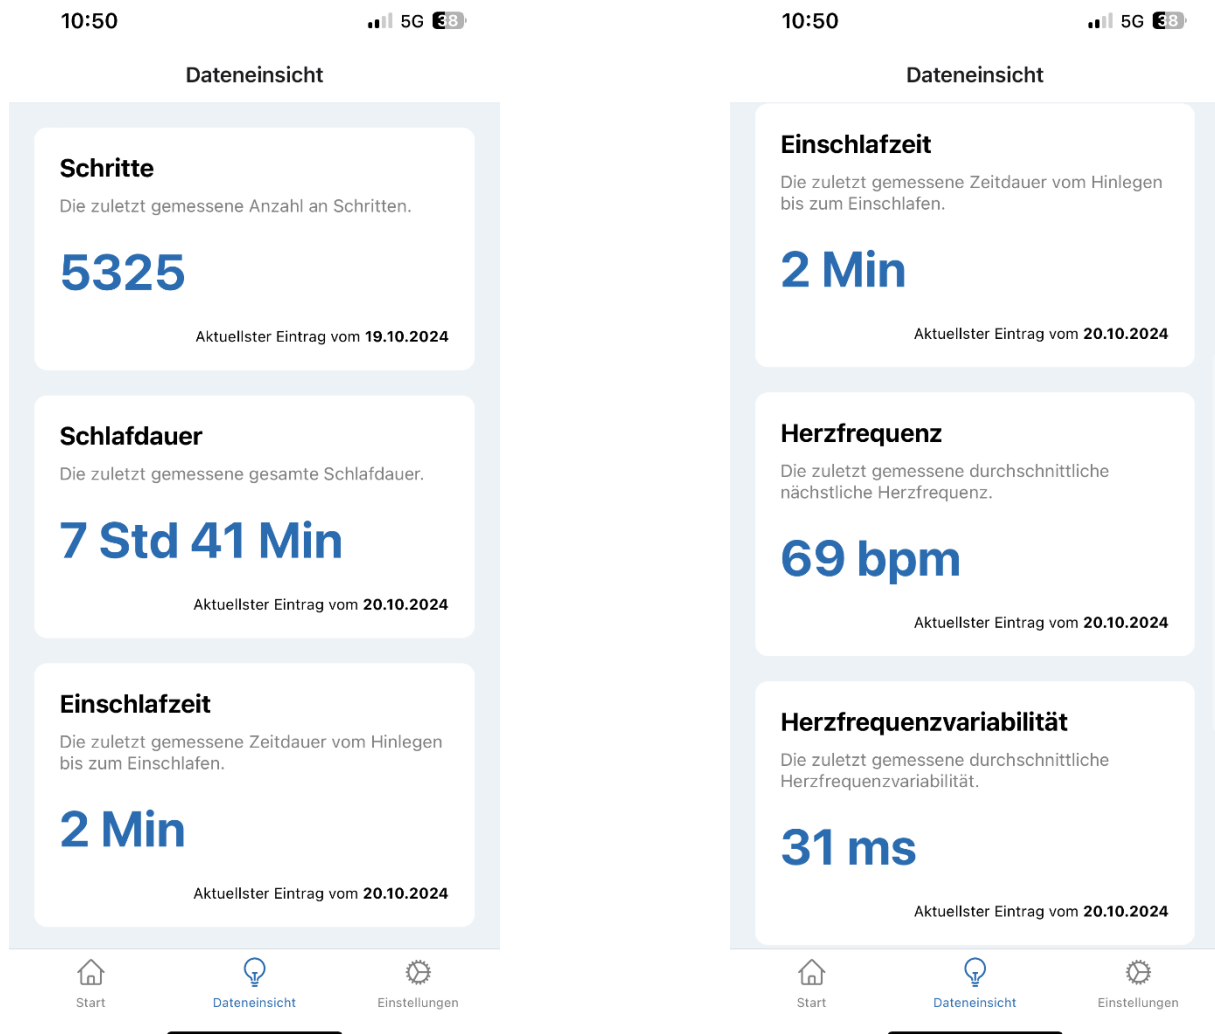 10:50
5G 38
Dateneinsicht
Schritte
Die zuletzt gemessene Anzahl an Schritten.
5325
Aktuellster Eintrag vom 19.10.2024
Schlafdauer
Die zuletzt gemessene gesamte Schlafdauer.
7 Std 41 Min
Aktuellster Eintrag vom 20.10.2024
Einschlafzeit
Die zuletzt gemessene Zeitdauer vom Hinlegen
bis zum Einschlafen.
2 Min
Aktuellster Eintrag vom 20.10.2024
Start
Dateneinsicht
Einstellungen
10:50
5G 38
Dateneinsicht
Einschlafzeit
Die zuletzt gemessene Zeitdauer vom Hinlegen
bis zum Einschlafen.
2 Min
Aktuellster Eintrag vom 20.10.2024
Herzfrequenz
Die zuletzt gemessene durchschnittliche
nächstliche Herzfrequenz.
69 bpm
Aktuellster Eintrag vom 20.10.2024
Herzfrequenzvariabilität
Die zuletzt gemessene durchschnittliche
Herzfrequenzvariabilität.
31 ms
Aktuellster Eintrag vom 20.10.2024
Start
Dateneinsicht
Einstellungen